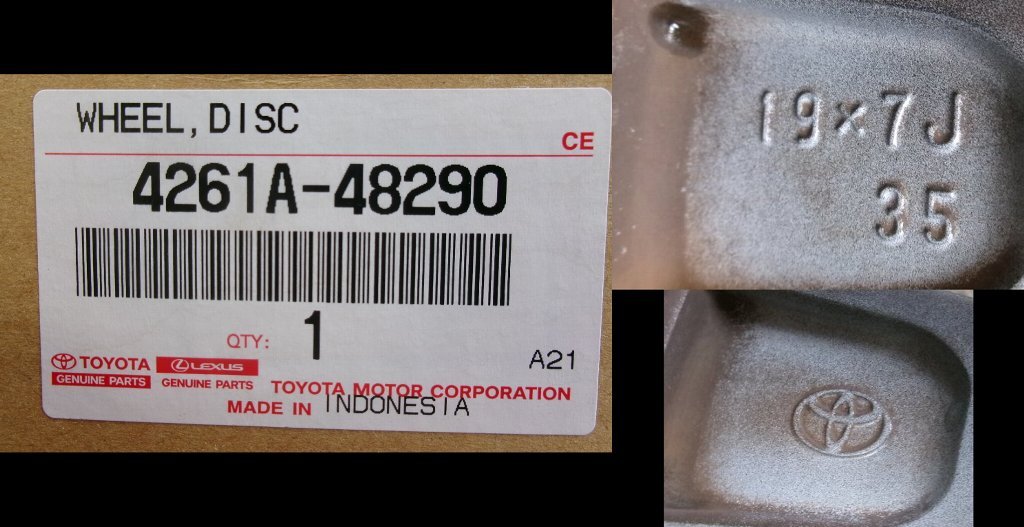 WHEEL, DISC
CE
4261A-48290
QTY: 1
A21
TOYOTA LEXUS
GENUINE PARTS GENUINE PARTS
TOYOTA MOTOR CORPORATION
MADE IN INDONESIA
19×7J
35